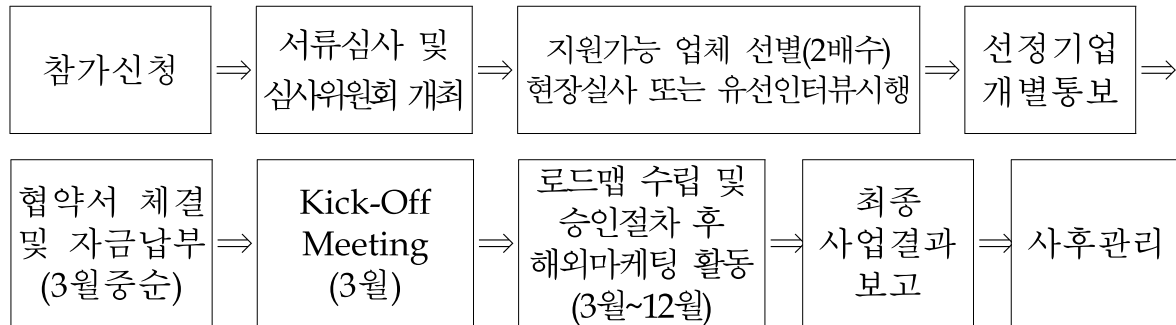 참가신청
⇒
서류심사 및
심사위원회 개최
⇒
지원가능 업체 선별(2배수)
현장실사 또는 유선인터뷰시행
⇒
선정기업
개별통보
⇒
협약서 체결
및 자금납부
(3월중순)
⇒
Kick-Off
Meeting
(3월)
⇒
로드맵 수립 및
승인절차 후
해외마케팅 활동
(3월~12월)
⇒
최종
사업결과
보고
⇒
사후관리